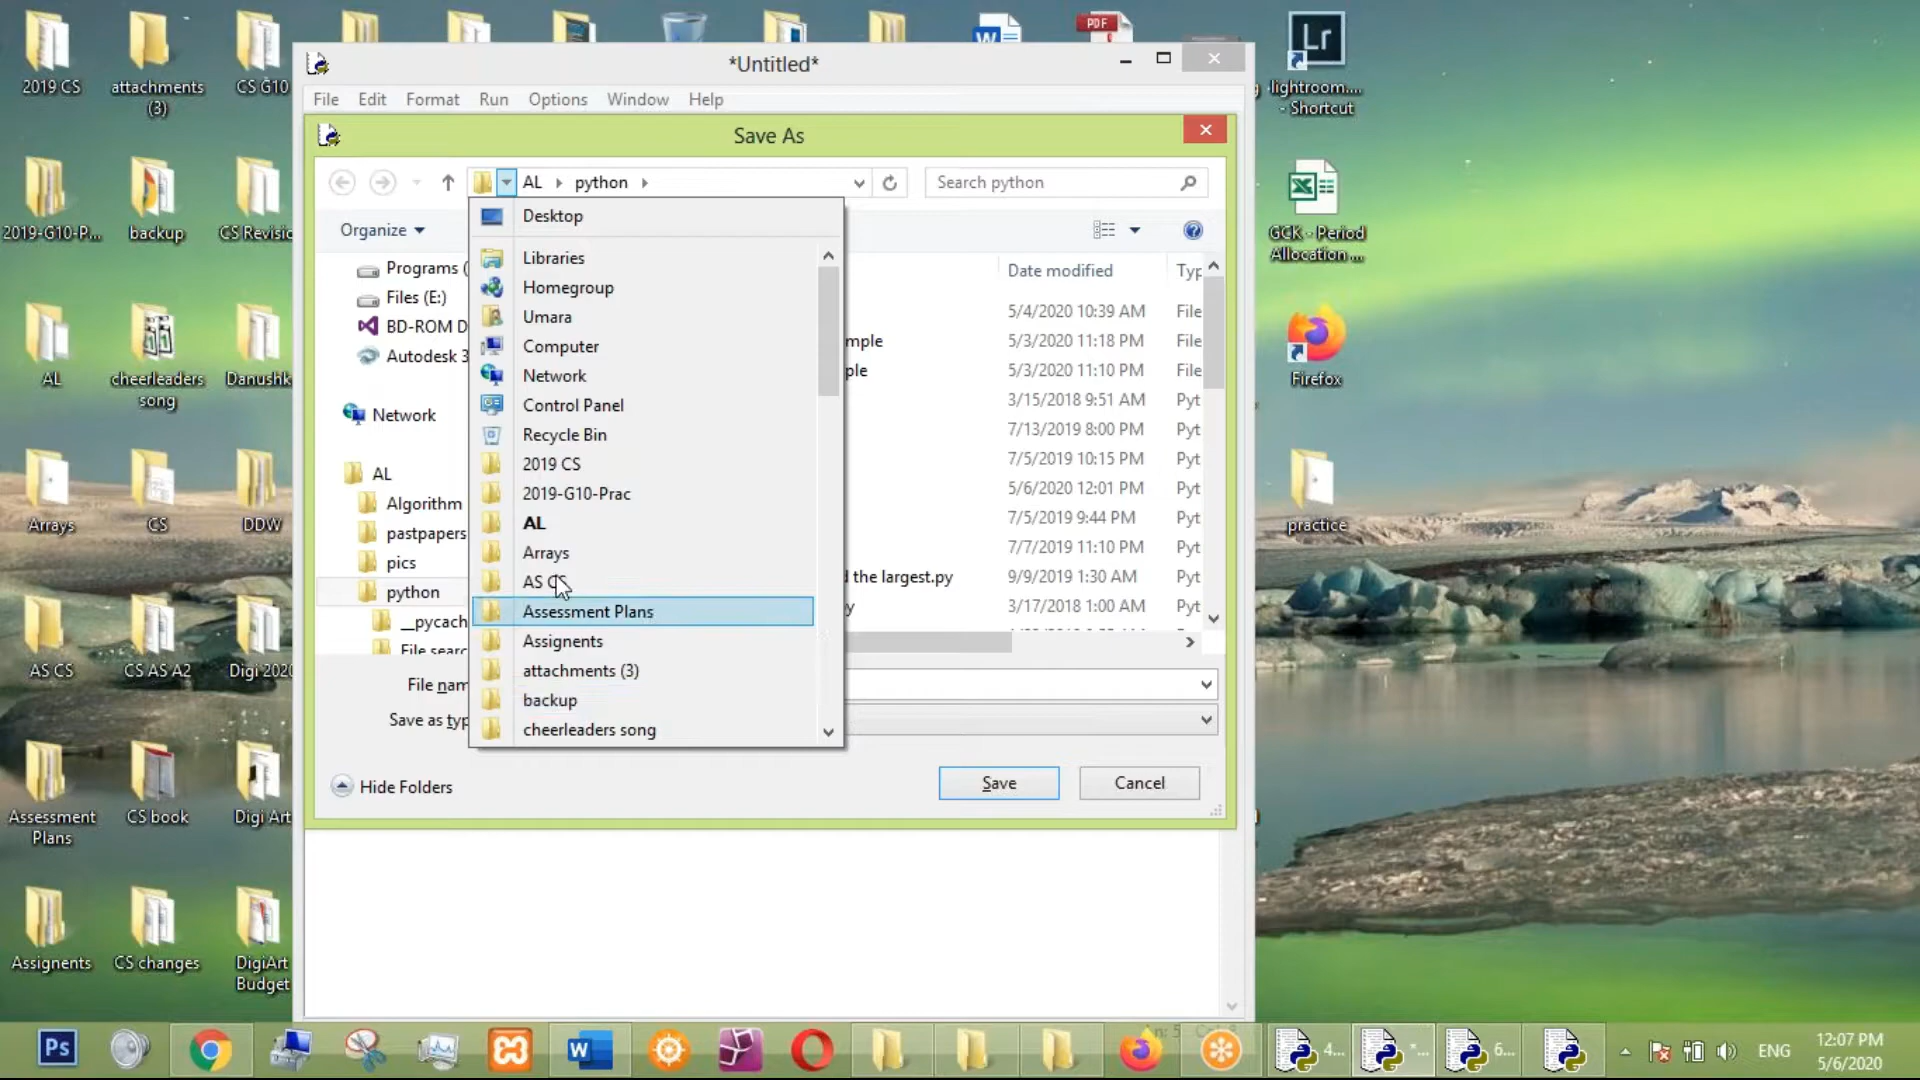 2019 CS
attachments
(3)
CS G10
2019-G10-P...
backup
CS Revisic
AL
cheerleaders
song
Danushk
Arrays
CS
DDW
AS CS
CS AS A2
Digi 2020
Assessment
Plans
CS book
Digi Art
Assignents
CS changes
DigiArt
Budget
W
PDF
*Untitled*
File Edit Format Run Options Window Help
Save As
AL python
Search python
Organize
Programs (
Files (E:)
BD-ROM D
Autodesk 3
Network
AL
Algorithm
pastpapers
pics
python
__pycach
File searc
Desktop
Libraries
Homegroup
Umara
Computer
Network
Control Panel
Recycle Bin
2019 CS
2019-G10-Prac
AL
Arrays
AS C
Assessment Plans
Assignents
attachments (3)
backup
cheerleaders song
Date modified Typ
5/4/2020 10:39 AM File
mple 5/3/2020 11:18 PM File
ple 5/3/2020 11:10 PM File
3/15/2018 9:51 AM Pyt
7/13/2019 8:00 PM Pyt
7/5/2019 10:15 PM Pyt
5/6/2020 12:01 PM Pyt
7/5/2019 9:44 PM Pyt
7/7/2019 11:10 PM Pyt
d the largest.py 9/9/2019 1:30 AM Pyt
y 3/17/2018 1:00 AM Pyt
File nam
Save as typ
Hide Folders
Save
Cancel
Lr
lightroom....
- Shortcut
GCK - Period
Allocation ...
Firefox
practice
Ps
W
4...
*...
6...
ENG
12:07 PM
5/6/2020